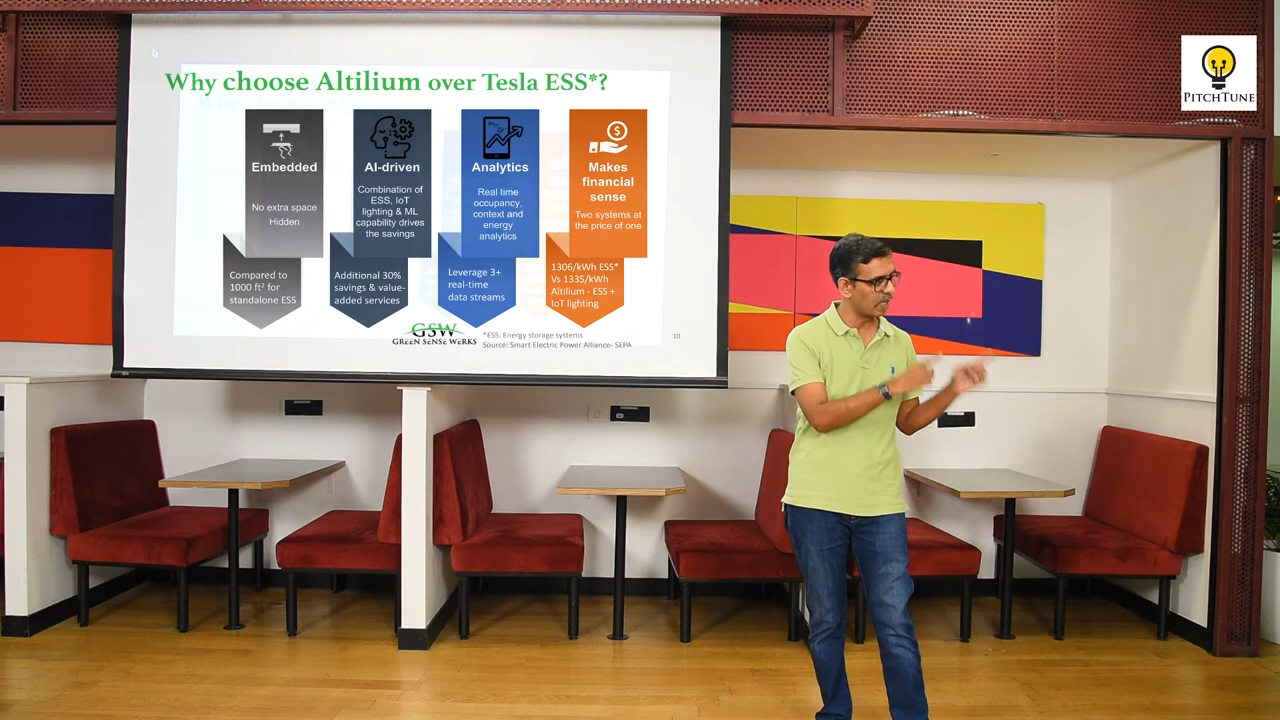 Why choose Altilium over Tesla ESS*?
Embedded
No extra space
Hidden
Compared to
1000 ft² for
standalone ESS
AI-driven
Combination of
ESS, IoT
lighting & ML
capability drives
the savings
Additional 30%
savings & value-
added services
Analytics
Real time
occupancy,
context and
energy
analytics
Leverage 3+
real-time
data streams
Makes
financial
sense
Two systems at
the price of one
1306/kWh ESS*
Vs 1335/kWh
Altilium - ESS +
IoT lighting
GSW
GREEN SENSE WERKS
*ESS: Energy storage systems
Source: Smart Electric Power Alliance- SEPA
10
PITCHTUNE